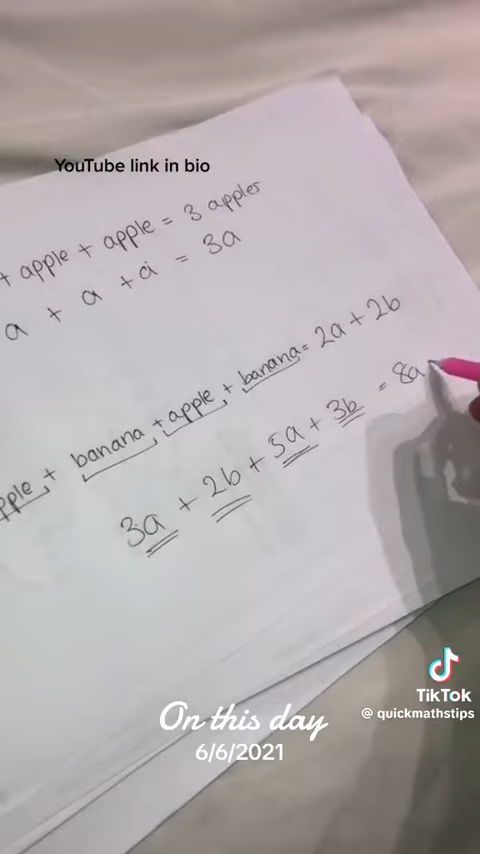 YouTube link in bio
+ apple + apple = 3 apples
a + a + a = 3a
pple + banana + apple + banana = 2a + 2b
3a + 2b + 5a + 3b = 8a
TikTok
@ quickmathstips
On this day
6/6/2021